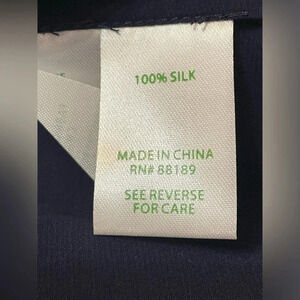 100% SILK
MADE IN CHINA
RN# 88189
SEE REVERSE
FOR CARE